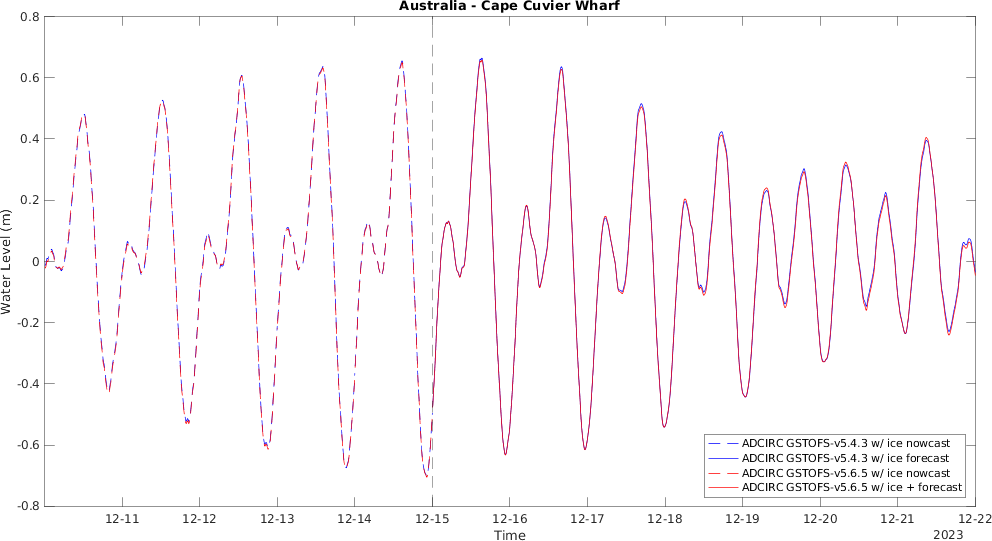 Australia - Cape Cuvier Wharf
0.8
0.6
0.4
0.2
0
-0.2
-0.4
-0.6
-0.8
Water Level (m)
ADCIRC GSTOFS-v5.4.3 w/ ice nowcast
ADCIRC GSTOFS-v5.4.3 w/ ice forecast
ADCIRC GSTOFS-v5.6.5 w/ ice nowcast
ADCIRC GSTOFS-v5.6.5 w/ ice + forecast
12-11 12-12 12-13 12-14 12-15 12-16 12-17 12-18 12-19 12-20 12-21 12-22
Time
2023